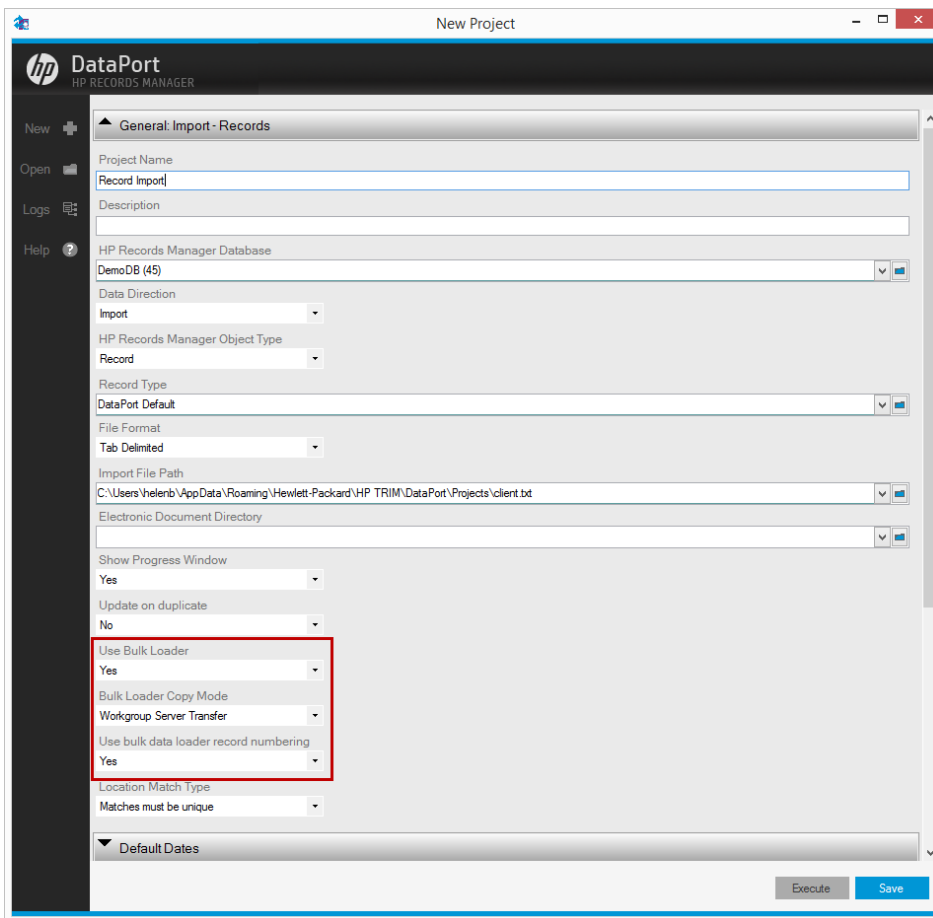 New Project
hp
DataPort
HP RECORDS MANAGER
New
Open
Logs
Help
General: Import - Records
Project Name
Record Import
Description
HP Records Manager Database
DemoDB (45)
Data Direction
Import
HP Records Manager Object Type
Record
Record Type
DataPort Default
File Format
Tab Delimited
Import File Path
C:\Users\helenb\AppData\Roaming\Hewlett-Packard\HP TRIM\DataPort\Projects\client.txt
Electronic Document Directory
Show Progress Window
Yes
Update on duplicate
No
Use Bulk Loader
Yes
Bulk Loader Copy Mode
Workgroup Server Transfer
Use bulk data loader record numbering
Yes
Location Match Type
Matches must be unique
Default Dates
Execute
Save